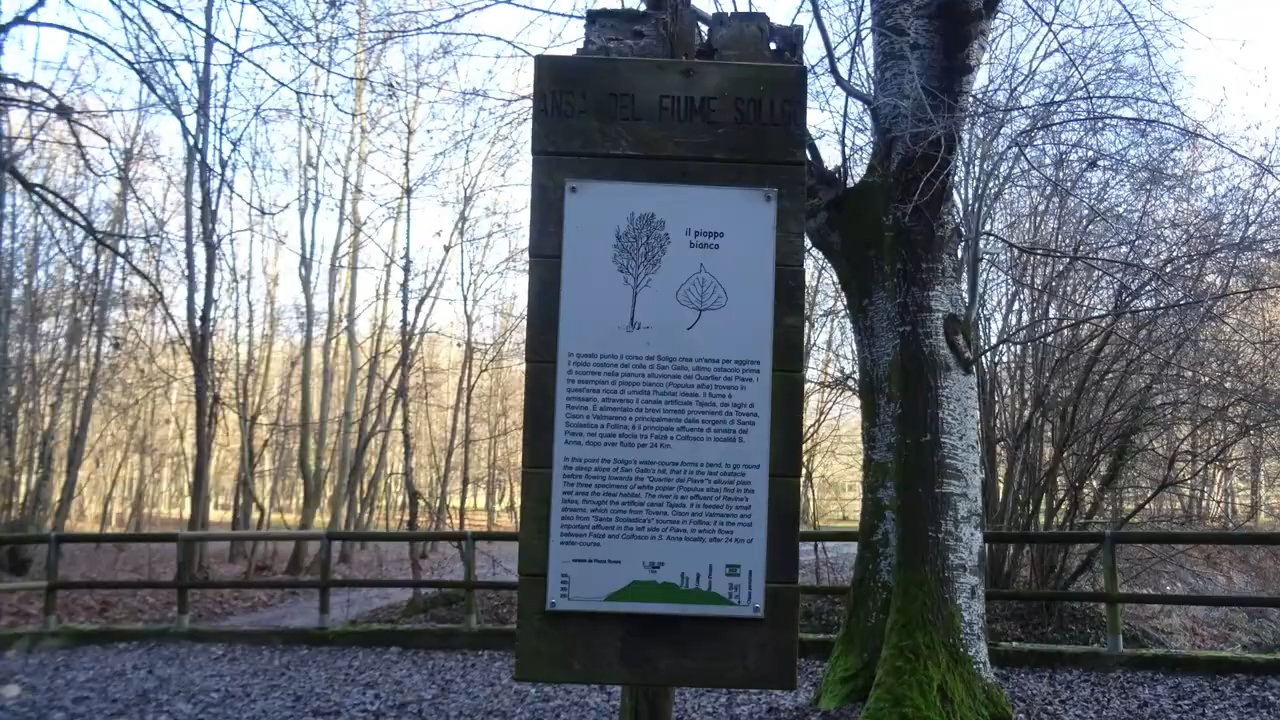 ANSA DEL FIUME SOLIGO
il pioppo
bianco
In questo punto il corso del Soligo crea un'ansa per aggirare
il ripido costone del colle di San Gallo, ultimo ostacolo prima
di scorrere nella pianura alluvionale del Quartier del Piave. I
tre esemplari di pioppo bianco (Populus alba) trovano in
quest'area ricca di umidità l'habitat ideale. Il fiume è
emissario, attraverso il canale artificiale Tajada, dei laghi di
Revine. È alimentato da brevi torrenti provenienti da Tovena,
Cison e Valmareno e principalmente dalle sorgenti di Santa
Scolastica a Follina; è il principale affluente di sinistra del
Piave, nel quale sfocia tra Falzè e Colfosco in località S.
Anna, dopo aver fluito per 24 Km.
In this point the Soligo's water-course forms a bend, to go round
the steep slope of San Gallo's hill, that it is the last obstacle
before flowing towards the "Quartier del Piave"'s alluvial plain.
The three specimens of white poplar (Populus alba) find in this
wet area the ideal habitat. The river is an effluent of Revine's
lakes, throught the artificial canal Tajada. It is feeded by small
streams, which come from Tovena, Cison and Valmareno and
also from "Santa Scolastica's" sourses in Follina; it is the most
important affluent in the left side of Piave, in which flows
between Falzè and Colfosco in S. Anna locality, after 24 Km of
water-course.